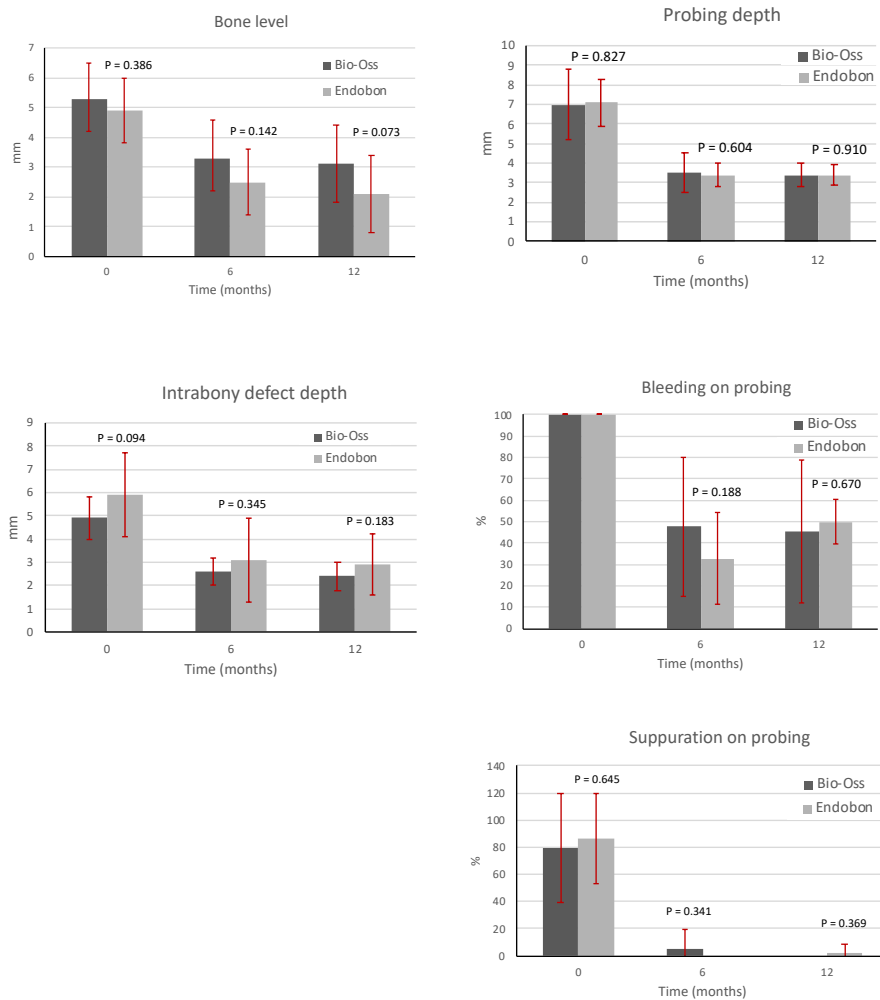 Bone level
7
6
5
4
3
2
1
0
mm
P = 0.386
P = 0.142
P = 0.073
Bio-Oss
Endobon
0
6
12
Time (months)
Probing depth
10
9
8
7
6
5
4
3
2
1
0
mm
P = 0.827
P = 0.604
P = 0.910
Bio-Oss
Endobon
0
6
12
Time (months)
Intrabony defect depth
9
8
7
6
5
4
3
2
1
0
mm
P = 0.094
P = 0.345
P = 0.183
Bio-Oss
Endobon
0
6
12
Time (months)
Bleeding on probing
100
90
80
70
60
50
40
30
20
10
0
%
P = 0.188
P = 0.670
Bio-Oss
Endobon
0
6
12
Time (months)
Suppuration on probing
140
120
100
80
60
40
20
0
%
P = 0.645
P = 0.341
P = 0.369
Bio-Oss
Endobon
0
6
12
Time (months)